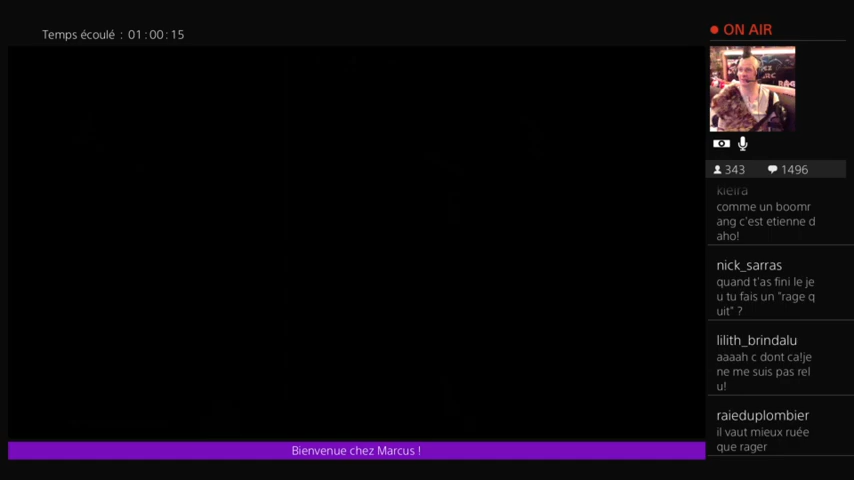 Temps écoulé : 01:00:15
ON AIR
343 1496
kleira
comme un boomr
ang c'est etienne d
aho!
nick_sarras
quand t'as fini le je
u tu fais un "rage q
uit" ?
lilith_brindalu
aaaah c dont ca!je
ne me suis pas rel
u!
raieduplombier
il vaut mieux ruée
que rager
Bienvenue chez Marcus !